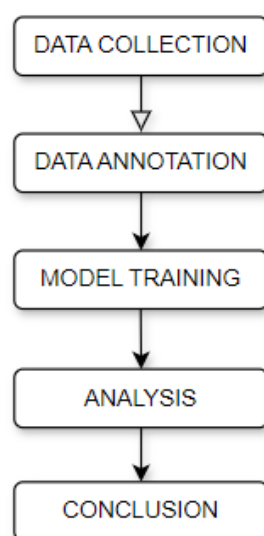 DATA COLLECTION
DATA ANNOTATION
MODEL TRAINING
ANALYSIS
CONCLUSION